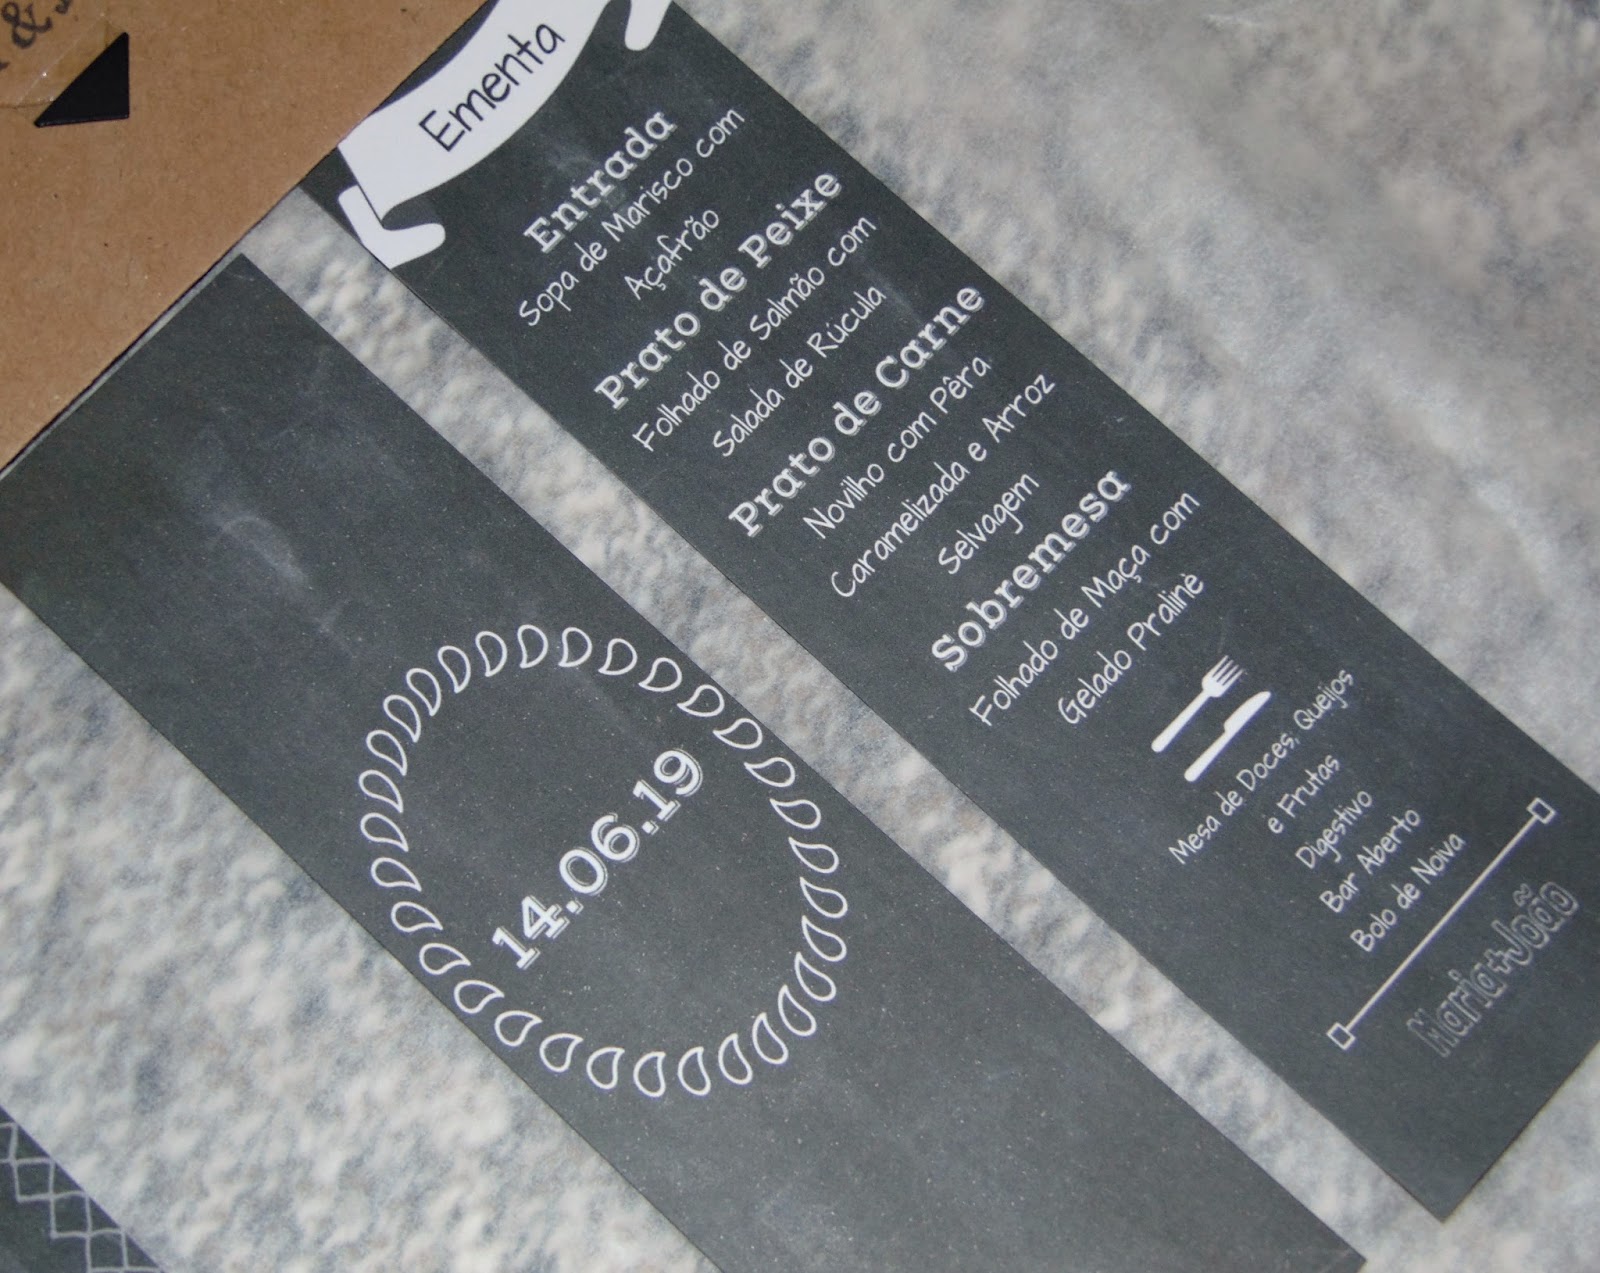 &
Ementa
Entrada
Sopa de Marisco com
Açafrão
Prato de Peixe
Folhado de Salmão com
Salada de Rúcula
Prato de Carne
Novilho com Pêra
Caramelizada e Arroz
Selvagem
Sobremesa
Folhado de Maça com
Gelado Pralinè
Mesa de Doces, Queijos
e Frutas
Digestivo
Bar Aberto
Bolo de Noiva
Maria+João
14.06.19